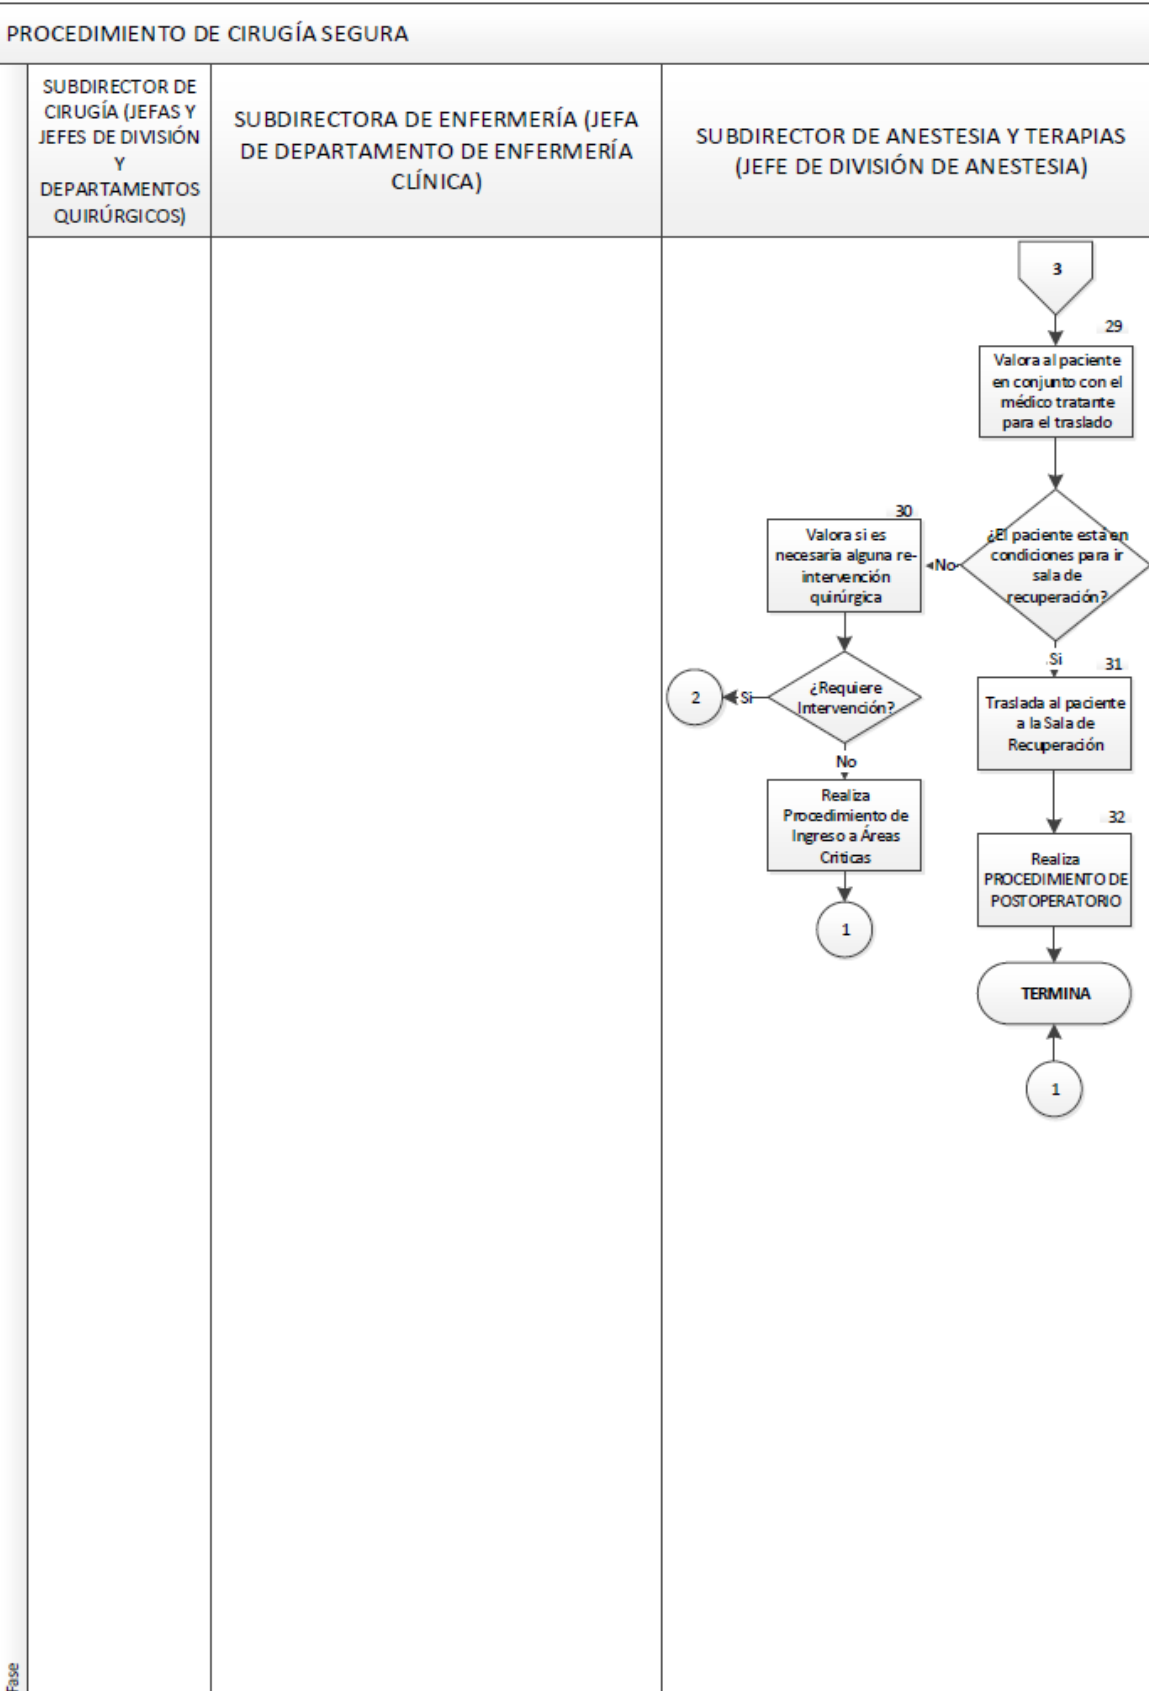 PROCEDIMIENTO DE CIRUGÍA SEGURA
SUBDIRECTOR DE
CIRUGÍA (JEFAS Y
JEFES DE DIVISIÓN
Y
DEPARTAMENTOS
QUIRÚRGICOS)
SUBDIRECTORA DE ENFERMERÍA (JEFA
DE DEPARTAMENTO DE ENFERMERÍA
CLÍNICA)
SUBDIRECTOR DE ANESTESIA Y TERAPIAS
(JEFE DE DIVISIÓN DE ANESTESIA)
3
29
Valora al paciente
en conjunto con el
médico tratante
para el traslado
¿El paciente está en
condiciones para ir
sala de
recuperación?
No
30
Valora si es
necesaria alguna re-
intervención
quirúrgica
¿Requiere
Intervención?
Si
2
No
Realiza
Procedimiento de
Ingreso a Áreas
Criticas
1
Si
31
Traslada al paciente
a la Sala de
Recuperación
32
Realiza
PROCEDIMIENTO DE
POSTOPERATORIO
TERMINA
1
Fase